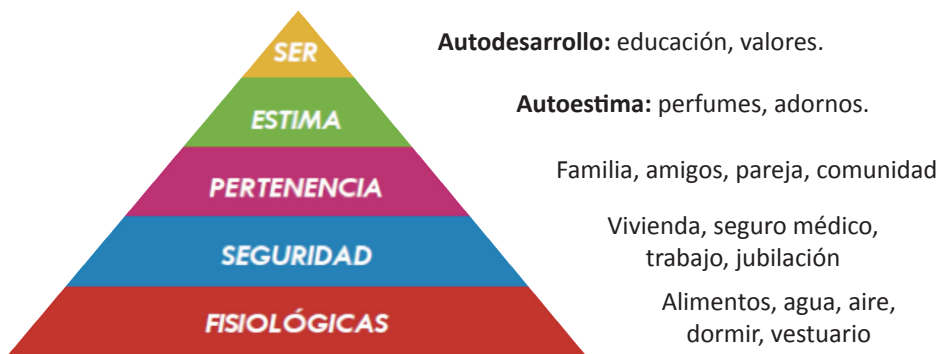 SER
Autodesarrollo: educación, valores.
ESTIMA
Autoestima: perfumes, adornos.
PERTENENCIA
Familia, amigos, pareja, comunidad
SEGURIDAD
Vivienda, seguro médico,
trabajo, jubilación
FISIOLÓGICAS
Alimentos, agua, aire,
dormir, vestuario